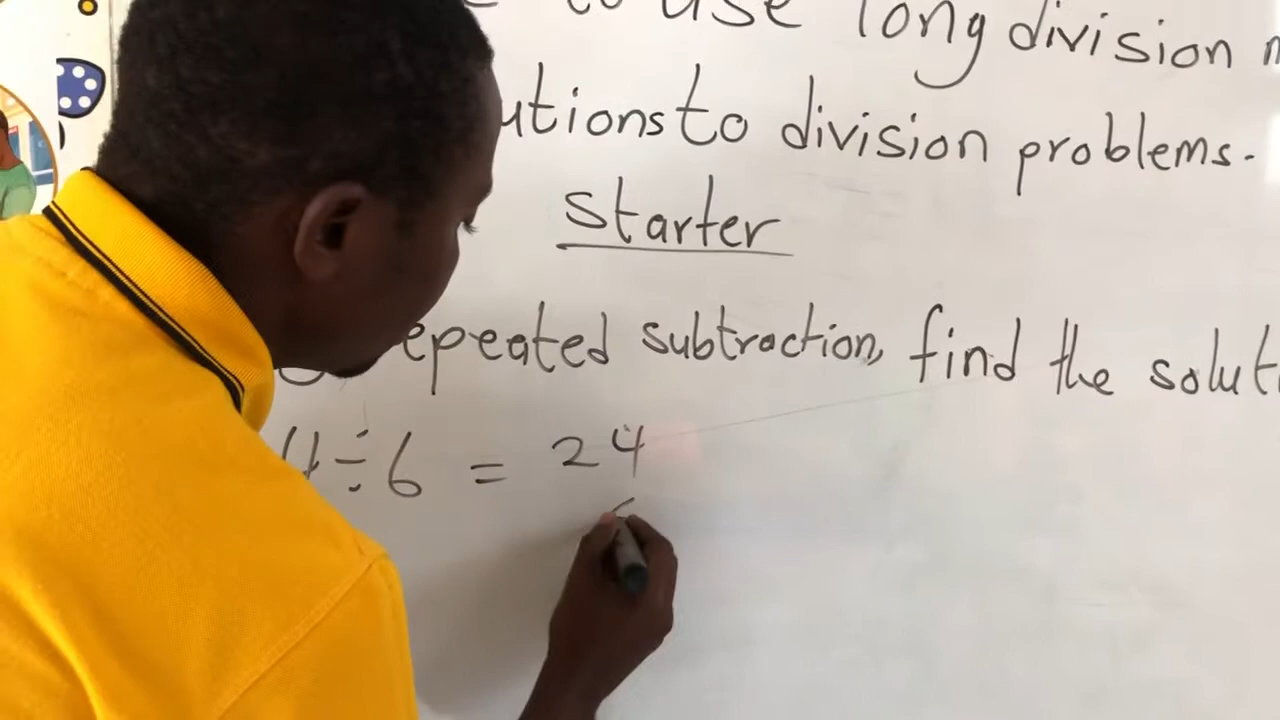 to use long division
utions to division problems.
Starter
epeated subtraction, find the solut
4÷6 = 24